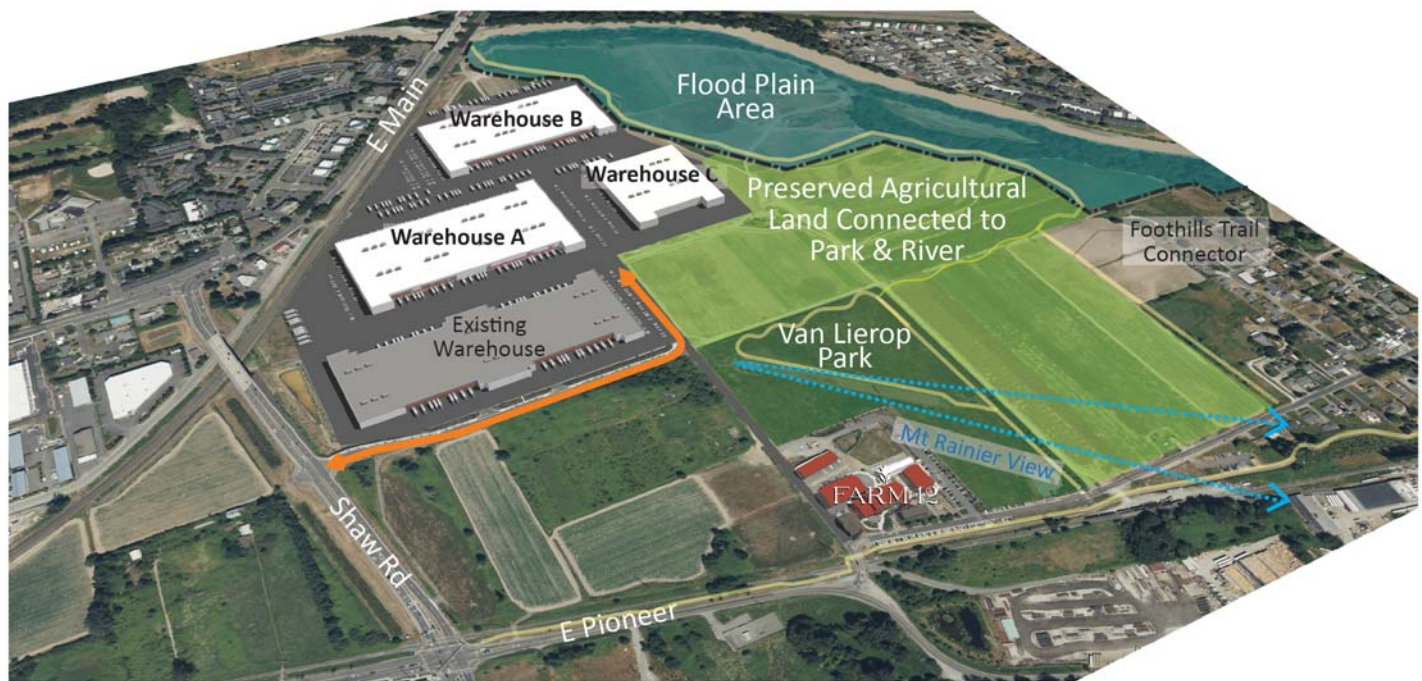 E Main
Warehouse B
Flood Plain
Area
Warehouse C
Preserved Agricultural
Land Connected to
Park & River
Warehouse A
Foothills Trail
Connector
Existing
Warehouse
Van Lierop
Park
Mt Rainier View
FARM 12
Shaw Rd
E Pioneer